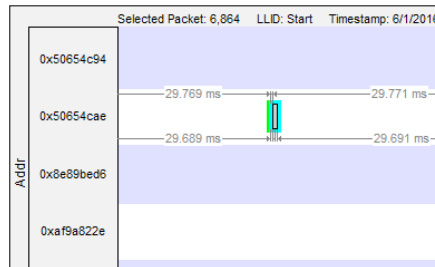 Selected Packet: 6,864 LLID: Start Timestamp: 6/1/2016
0x50654c94
29.769 ms 29.771 ms
0x50654cae
29.689 ms 29.691 ms
Addr
0x8e89bed6
0xaf9a822e